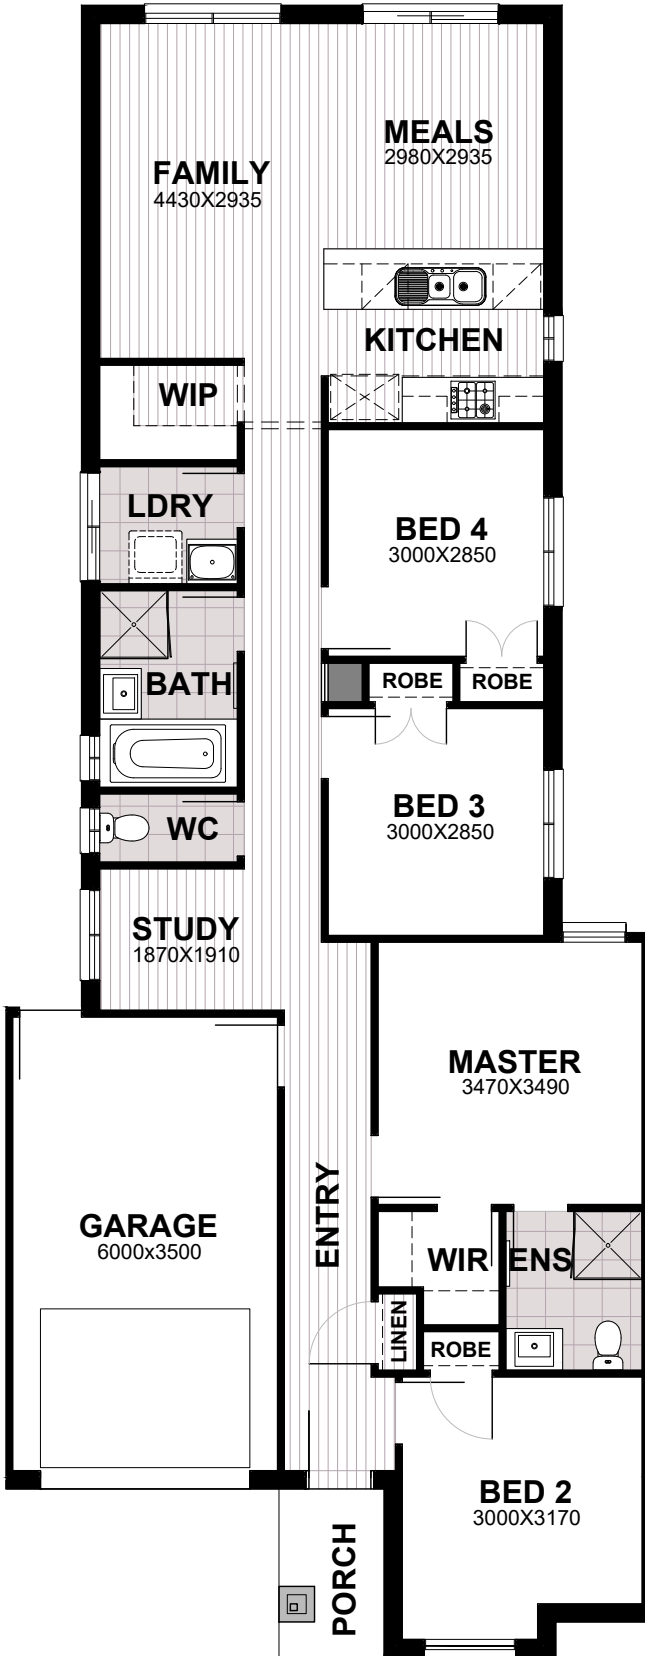 MEALS
2980X2935
FAMILY
4430X2935
KITCHEN
WIP
LDRY
BED 4
3000X2850
BATH
ROBE
ROBE
BED 3
3000X2850
WC
STUDY
1870X1910
MASTER
3470X3490
ENTRY
GARAGE
6000x3500
WIR
ENS
LINEN
ROBE
BED 2
3000X3170
PORCH